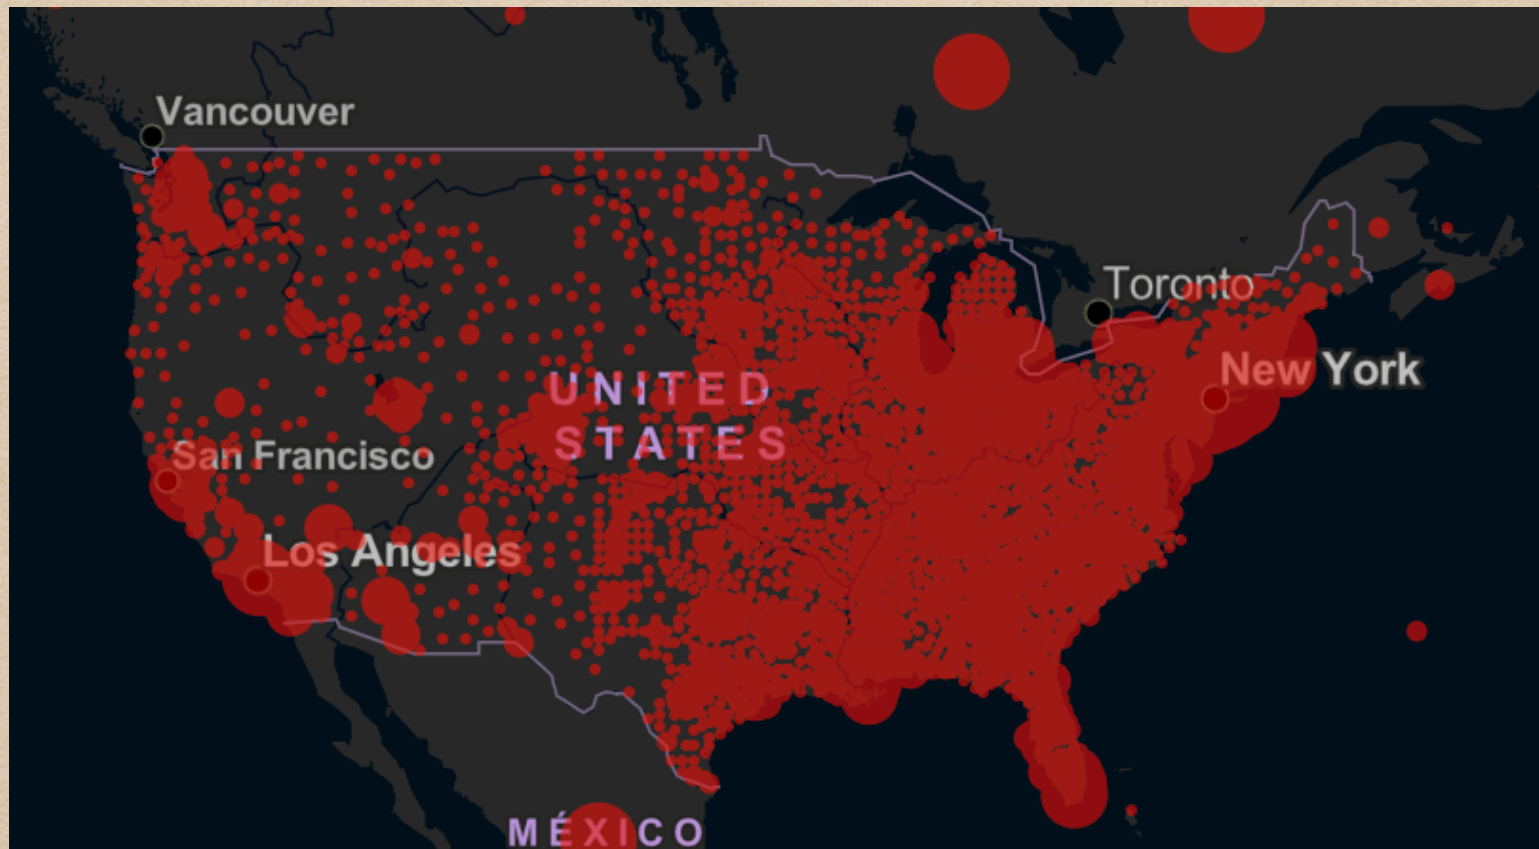 Vancouver
Toronto
New York
UNITED
STATES
San Francisco
Los Angeles
MÉXICO